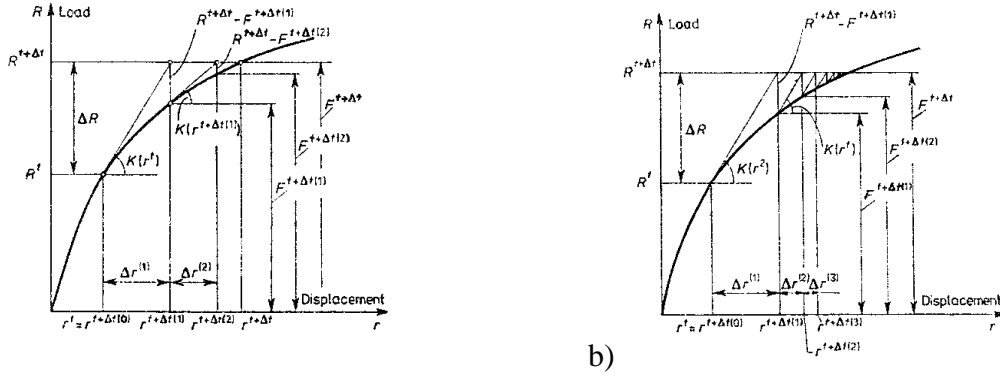 R Load
R^{t+Δt} - F^{t+Δt(1)}
R^{t+Δt} - F^{t+Δt(2)}
R^{t+Δt}
ΔR
K(r^{t+Δt(1)})
F^{t+Δt}
F^{t+Δt(2)}
R^t
K(r^t)
F^{t+Δt(1)}
Δr^{(1)} Δr^{(2)}
Displacement
r^t = r^{t+Δt(0)} r^{t+Δt(1)} r^{t+Δt(2)} r^{t+Δt} r
R Load
R^{t+Δt} - F^{t+Δt(1)}
R^{t+Δt}
ΔR
F^{t+Δt}
K(r^t)
F^{t+Δt(2)}
R^t
K(r^2)
F^{t+Δt(1)}
Δr^{(1)} Δr^{(2)} Δr^{(3)}
Displacement
r^t = r^{t+Δt(0)} r^{t+Δt(1)} r^{t+Δt(3)} r
r^{t+Δt(2)}
b)